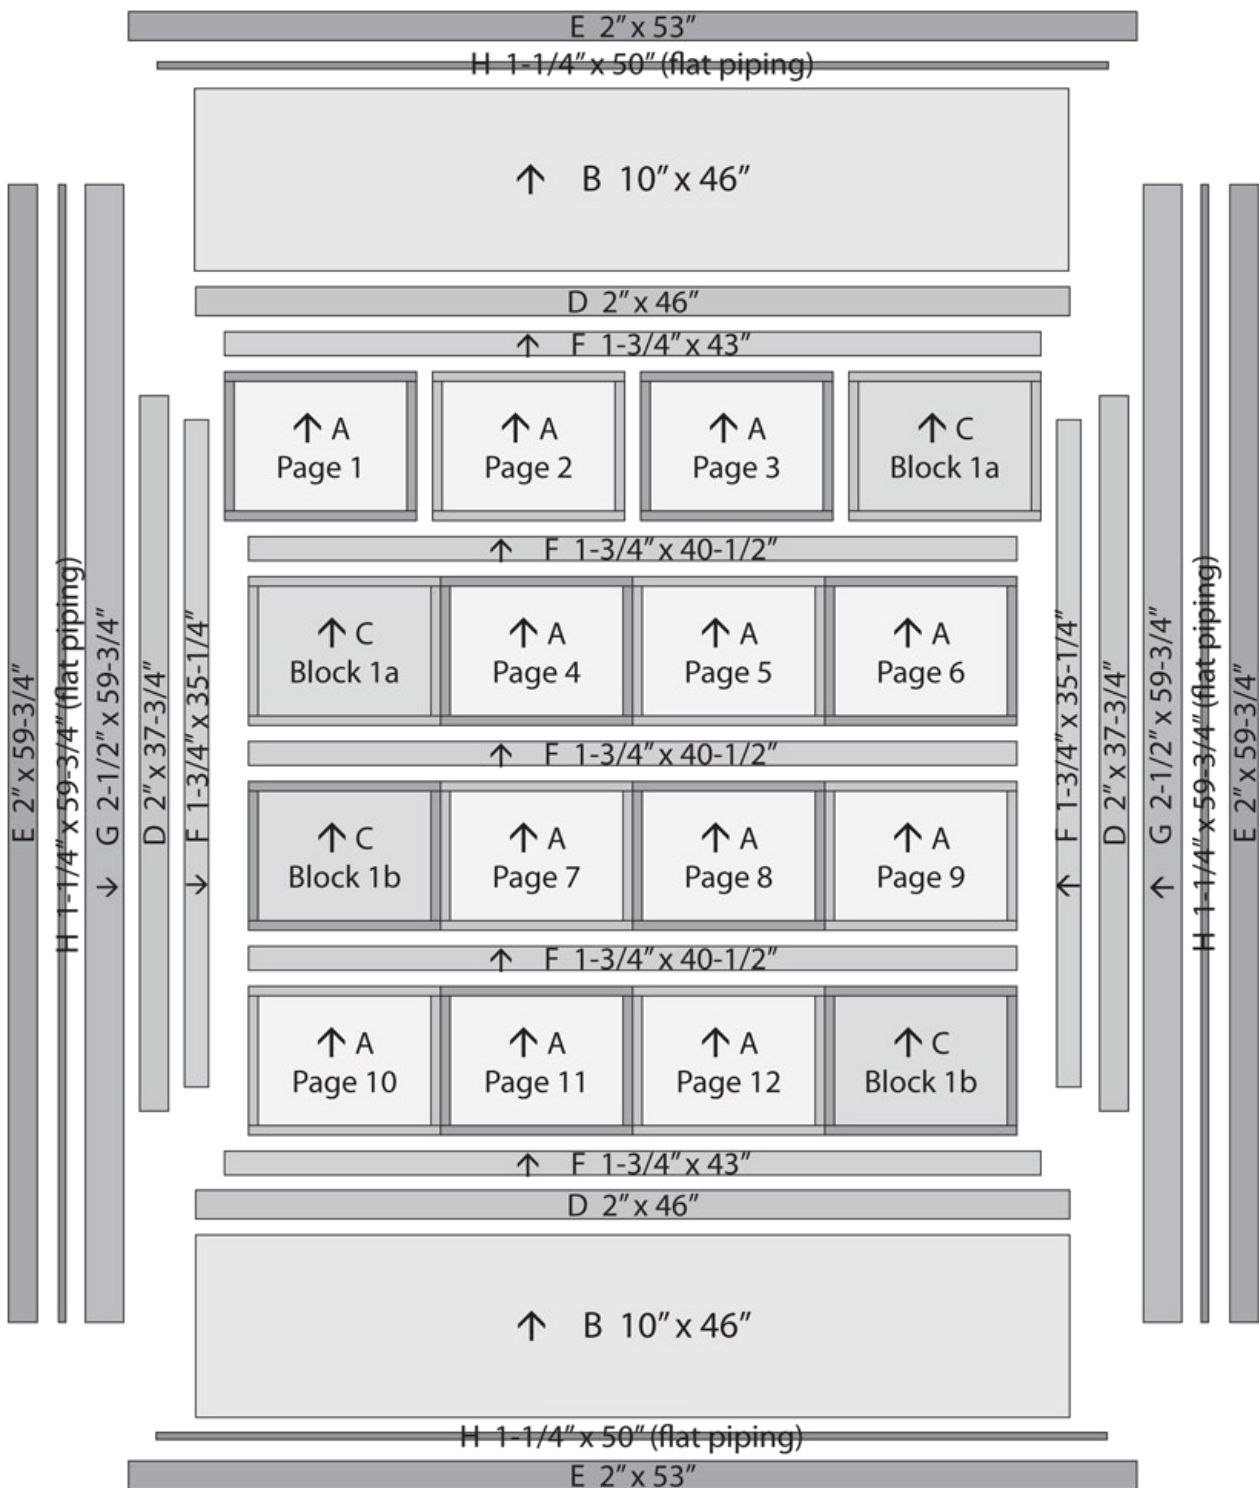 E 2" x 53"
H 1-1/4" x 50" (flat piping)
↑ B 10" x 46"
D 2" x 46"
↑ F 1-3/4" x 43"
↑ A
Page 1
↑ A
Page 2
↑ A
Page 3
↑ C
Block 1a
↑ F 1-3/4" x 40-1/2"
↑ C
Block 1a
↑ A
Page 4
↑ A
Page 5
↑ A
Page 6
↑ F 1-3/4" x 40-1/2"
↑ C
Block 1b
↑ A
Page 7
↑ A
Page 8
↑ A
Page 9
↑ F 1-3/4" x 40-1/2"
↑ A
Page 10
↑ A
Page 11
↑ A
Page 12
↑ C
Block 1b
↑ F 1-3/4" x 43"
D 2" x 46"
↑ B 10" x 46"
H 1-1/4" x 50" (flat piping)
E 2" x 53"
E 2" x 59-3/4"
H 1-1/4" x 59-3/4" (flat piping)
↓ G 2-1/2" x 59-3/4"
D 2" x 37-3/4"
↓ F 1-3/4" x 35-1/4"
↑ F 1-3/4" x 35-1/4"
D 2" x 37-3/4"
↑ G 2-1/2" x 59-3/4"
H 1-1/4" x 59-3/4" (flat piping)
E 2" x 59-3/4"